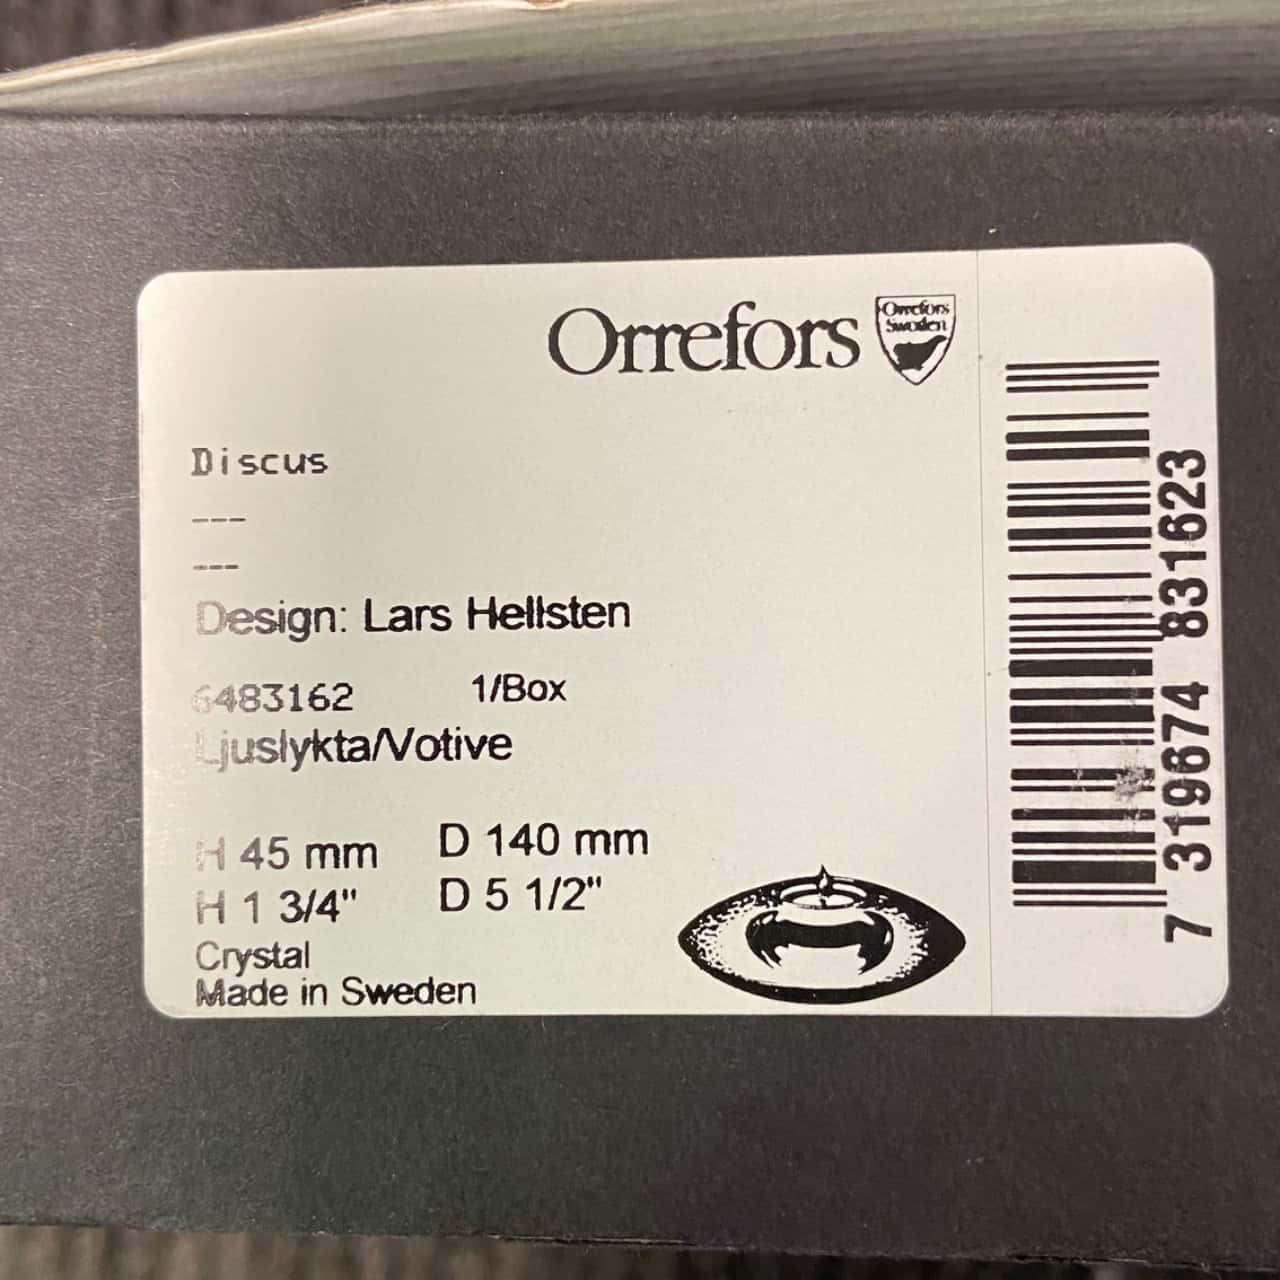 Orrefors
Orrefors
Sweden
Discus
---
---
Design: Lars Hellsten
6483162 1/Box
Ljuslykta/Votive
H 45 mm D 140 mm
H 1 3/4" D 5 1/2"
Crystal
Made in Sweden
7 319674 831623